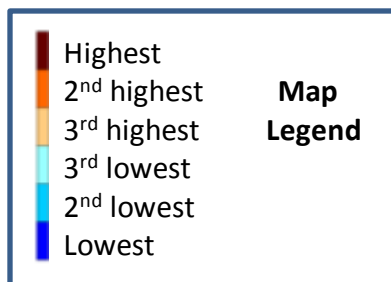 Highest
2nd highest
3rd highest
3rd lowest
2nd lowest
Lowest
Map
Legend